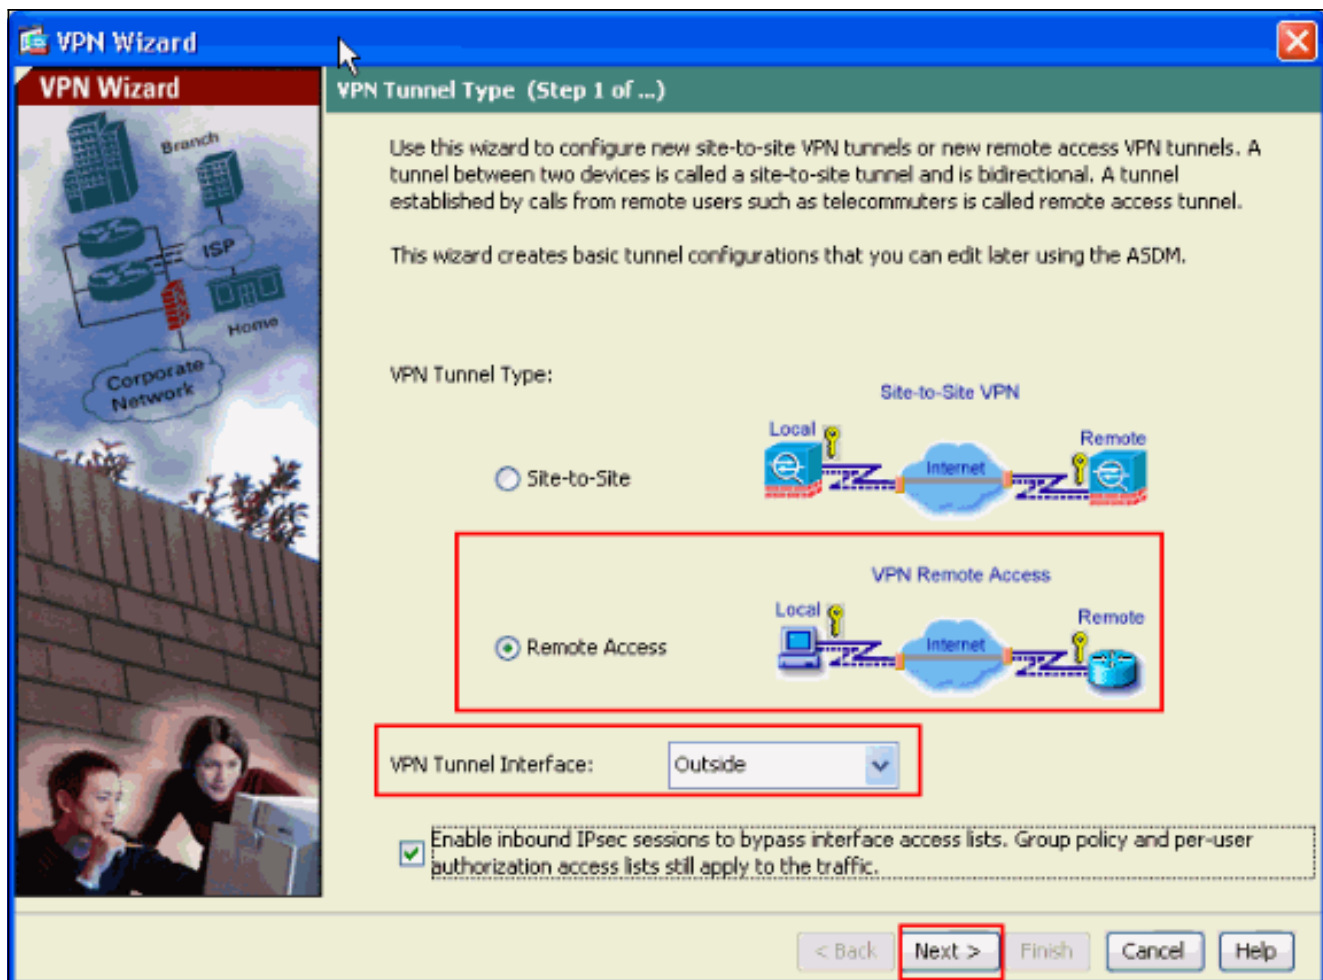 VPN Wizard
VPN Wizard
VPN Tunnel Type (Step 1 of ...)
Branch
ISP
Home
Corporate
Network
Use this wizard to configure new site-to-site VPN tunnels or new remote access VPN tunnels. A
tunnel between two devices is called a site-to-site tunnel and is bidirectional. A tunnel
established by calls from remote users such as telecommuters is called remote access tunnel.
This wizard creates basic tunnel configurations that you can edit later using the ASDM.
VPN Tunnel Type:
Site-to-Site VPN
Local
Remote
Site-to-Site
Internet
VPN Remote Access
Local
Remote
Remote Access
Internet
VPN Tunnel Interface:
Outside
Enable inbound IPsec sessions to bypass interface access lists. Group policy and per-user
authorization access lists still apply to the traffic.
< Back
Next >
Finish
Cancel
Help